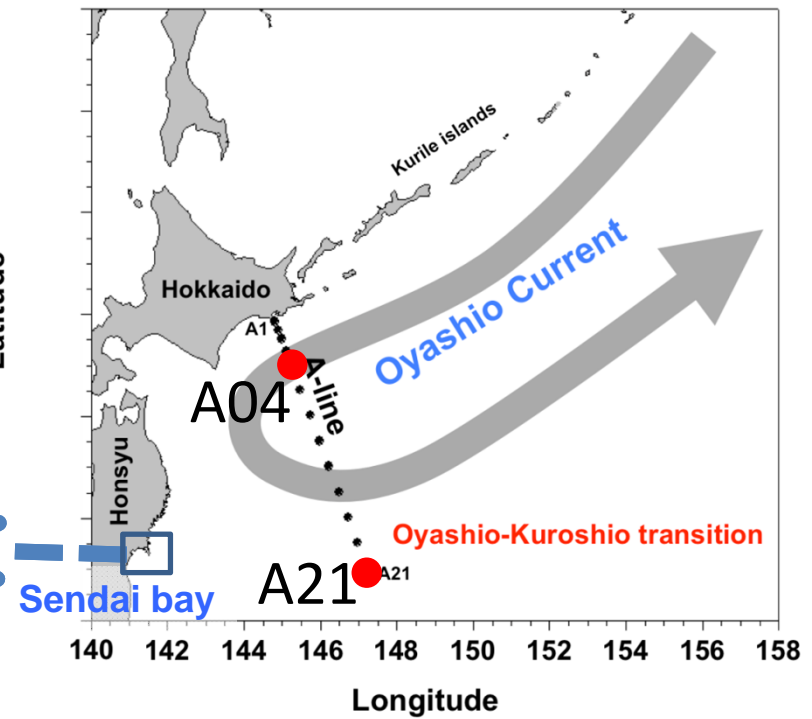 Kurile islands
Oyashio Current
Hokkaido
A1
A-line
A04
Honsyu
Oyashio-Kuroshio transition
A21
A21
Sendai bay
140 142 144 146 148 150 152 154 156 158
Longitude